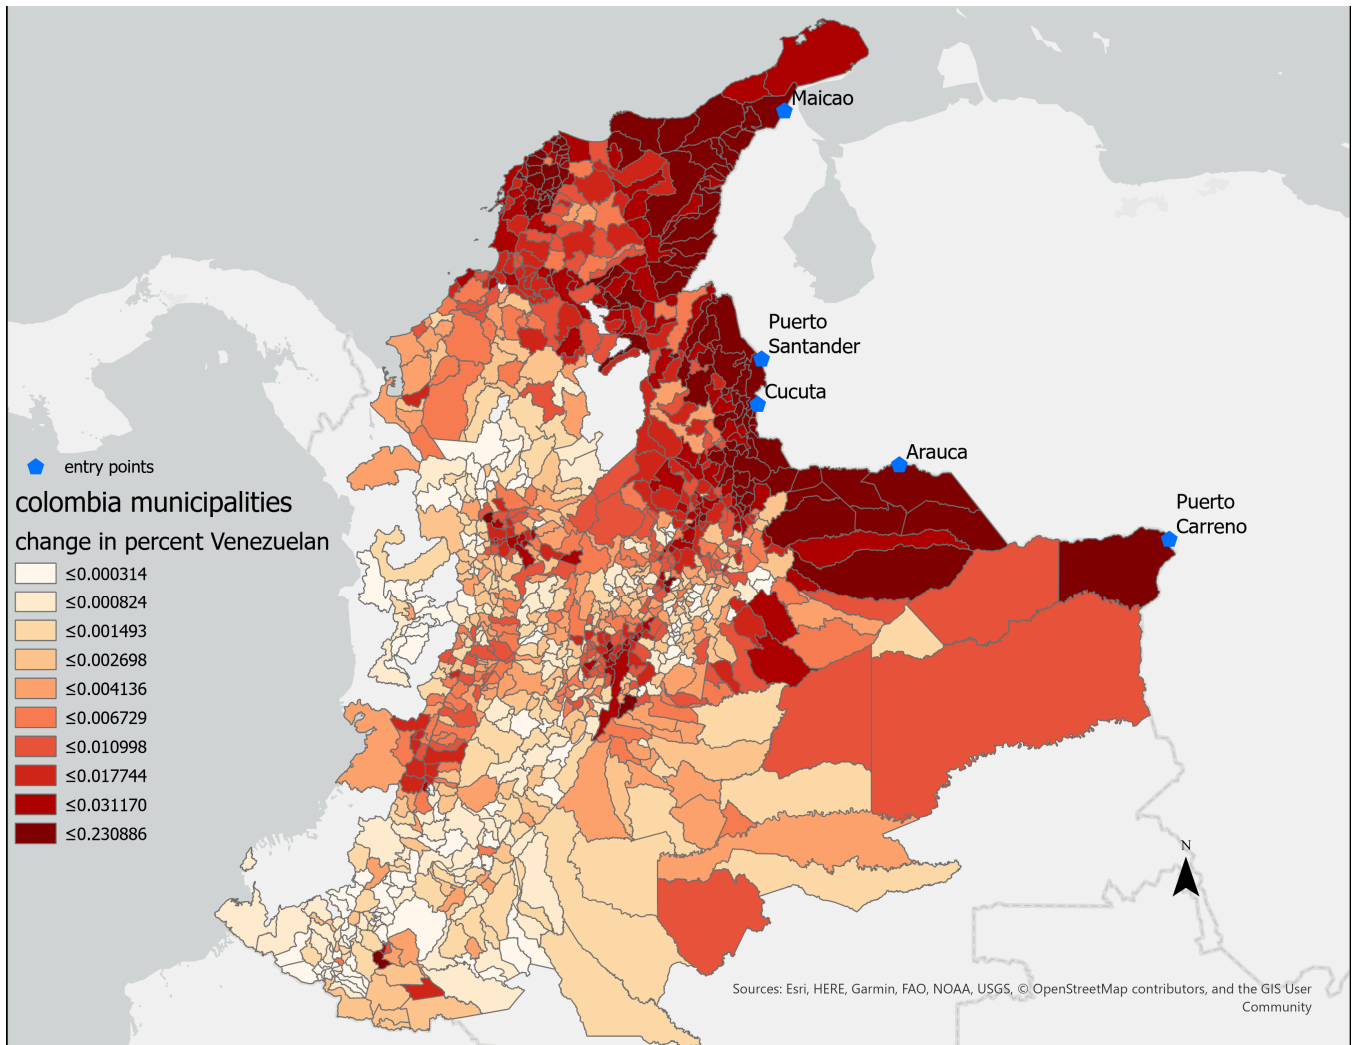 Maicao
Puerto
Santander
Cucuta
Arauca
Puerto
Carreno
entry points
colombia municipalities
change in percent Venezuelan
≤0.000314
≤0.000824
≤0.001493
≤0.002698
≤0.004136
≤0.006729
≤0.010998
≤0.017744
≤0.031170
≤0.230886
N
Sources: Esri, HERE, Garmin, FAO, NOAA, USGS, © OpenStreetMap contributors, and the GIS User
Community